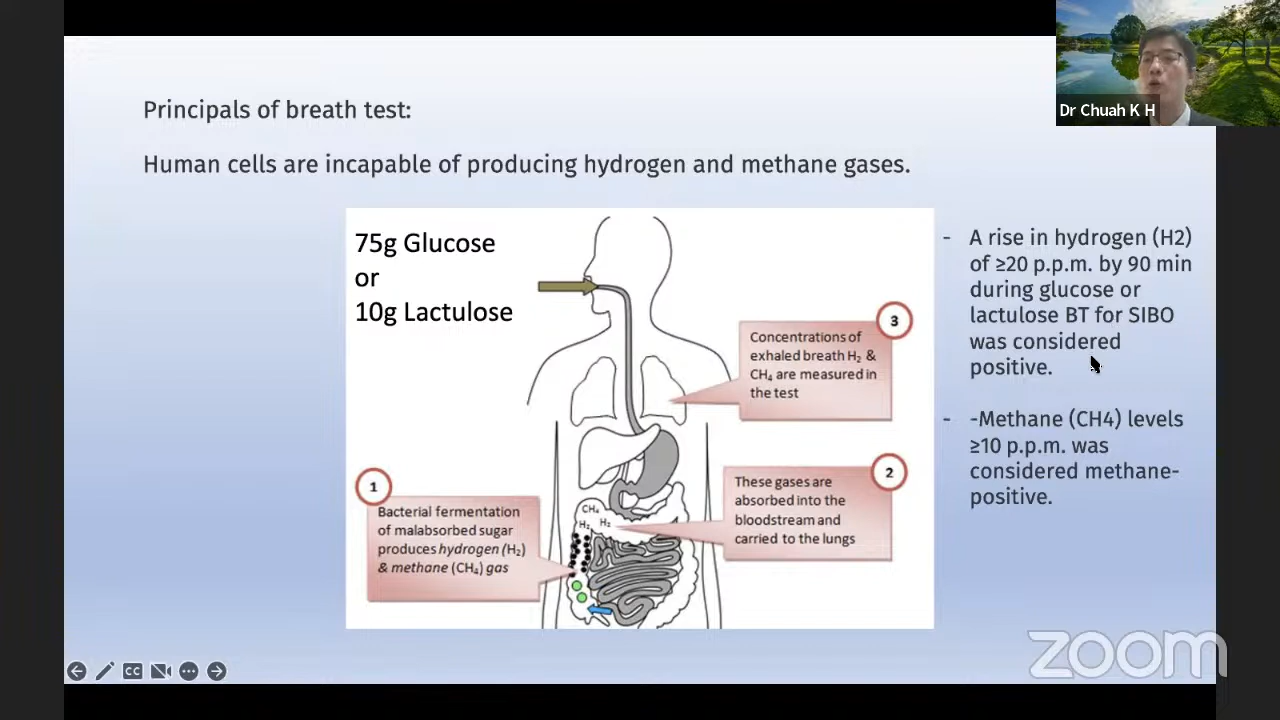 Dr Chuah K H
Principals of breath test:
Human cells are incapable of producing hydrogen and methane gases.
75g Glucose
or
10g Lactulose
3
Concentrations of
exhaled breath H₂ &
CH₄ are measured in
the test
2
These gases are
absorbed into the
bloodstream and
carried to the lungs
1
Bacterial fermentation
of malabsorbed sugar
produces hydrogen (H₂)
& methane (CH₄) gas
CH₄
H₂ H₂
- A rise in hydrogen (H2)
of ≥20 p.p.m. by 90 min
during glucose or
lactulose BT for SIBO
was considered
positive.
- -Methane (CH4) levels
≥10 p.p.m. was
considered methane-
positive.
CC
zoom